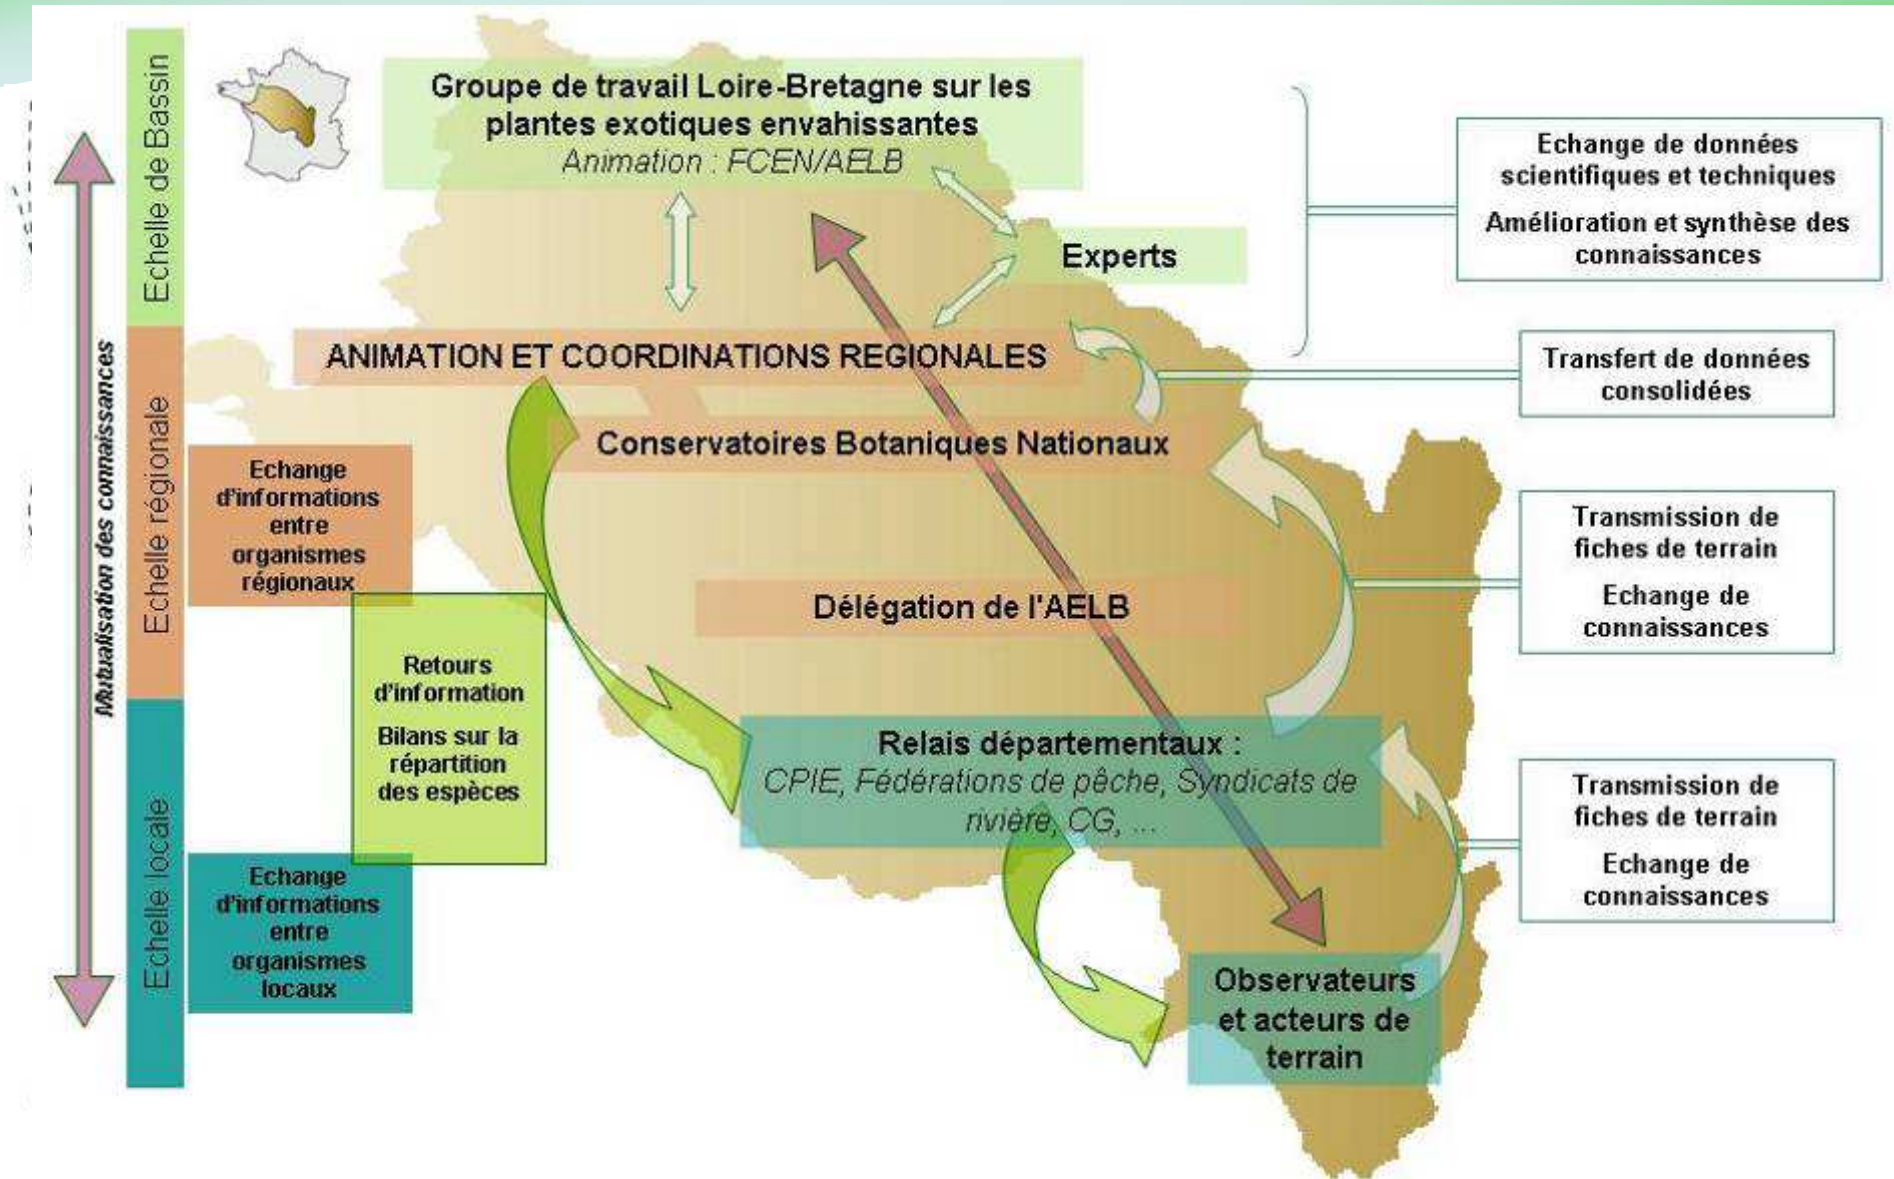 Groupe de travail Loire-Bretagne sur les
plantes exotiques envahissantes
Animation : FCEN/AELB
Experts
ANIMATION ET COORDINATIONS REGIONALES
Conservatoires Botaniques Nationaux
Délégation de l'AELB
Relais départementaux :
CPIE, Fédérations de pêche, Syndicats de
rivière, CG, ...
Observateurs
et acteurs de
terrain
Mutualisation des connaissances
Echelle de Bassin
Echelle régionale
Echelle locale
Echange
d'informations
entre
organismes
régionaux
Retours
d'information
Bilans sur la
répartition
des espèces
Echange
d'informations
entre
organismes
locaux
Echange de données
scientifiques et techniques
Amélioration et synthèse des
connaissances
Transfert de données
consolidées
Transmission de
fiches de terrain
Echange de
connaissances
Transmission de
fiches de terrain
Echange de
connaissances